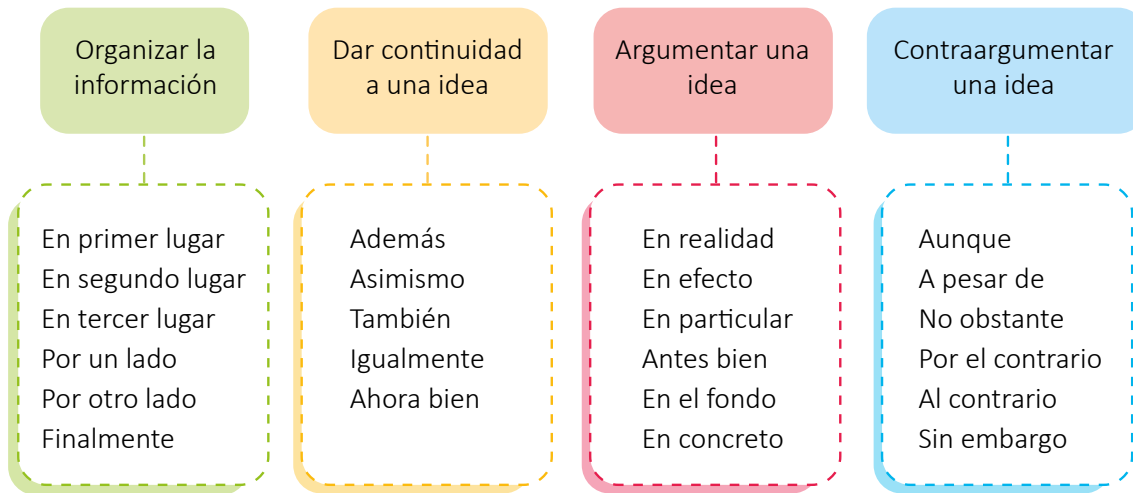 Organizar la
información
En primer lugar
En segundo lugar
En tercer lugar
Por un lado
Por otro lado
Finalmente
Dar continuidad
a una idea
Además
Asimismo
También
Igualmente
Ahora bien
Argumentar una
idea
En realidad
En efecto
En particular
Antes bien
En el fondo
En concreto
Contraargumentar
una idea
Aunque
A pesar de
No obstante
Por el contrario
Al contrario
Sin embargo